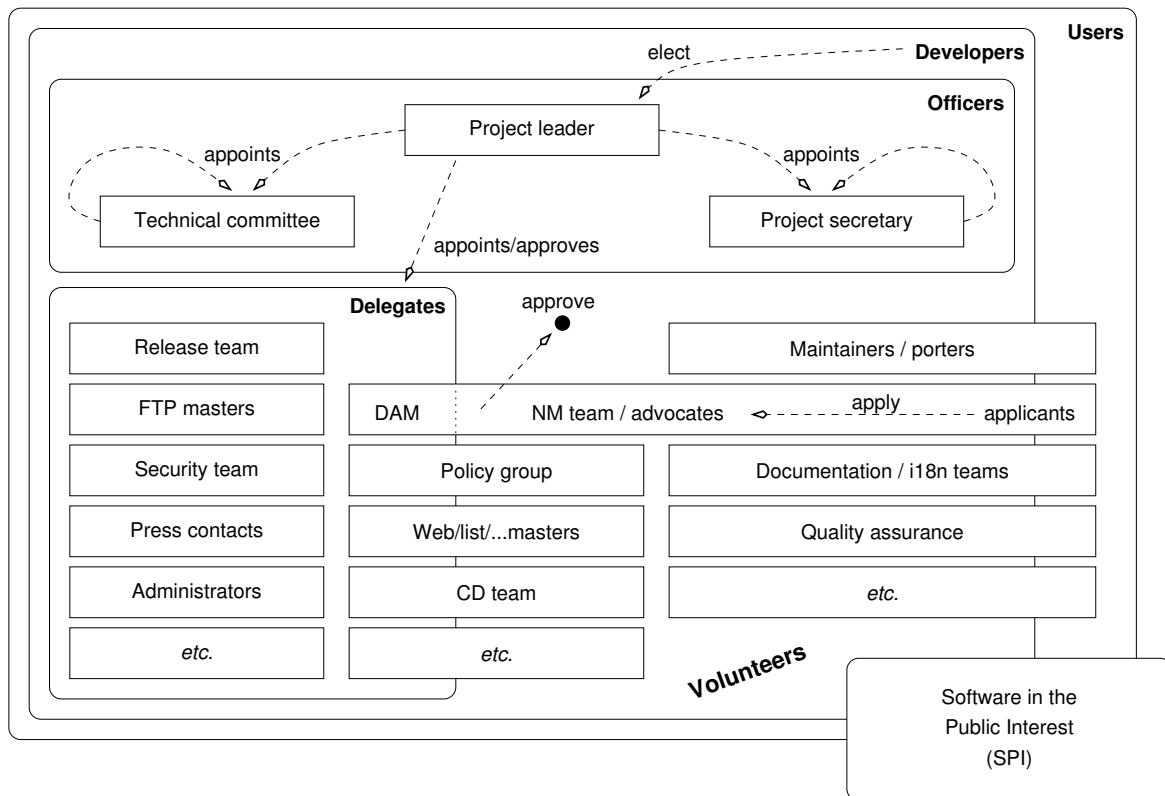 Users
elect
Developers
Officers
Project leader
appoints
appoints
Technical committee
Project secretary
appoints/approves
Delegates
approve
Release team
Maintainers / porters
FTP masters
DAM
NM team / advocates
apply
applicants
Security team
Policy group
Documentation / i18n teams
Press contacts
Web/list/...masters
Quality assurance
Administrators
CD team
etc.
etc.
etc.
Volunteers
Software in the
Public Interest
(SPI)